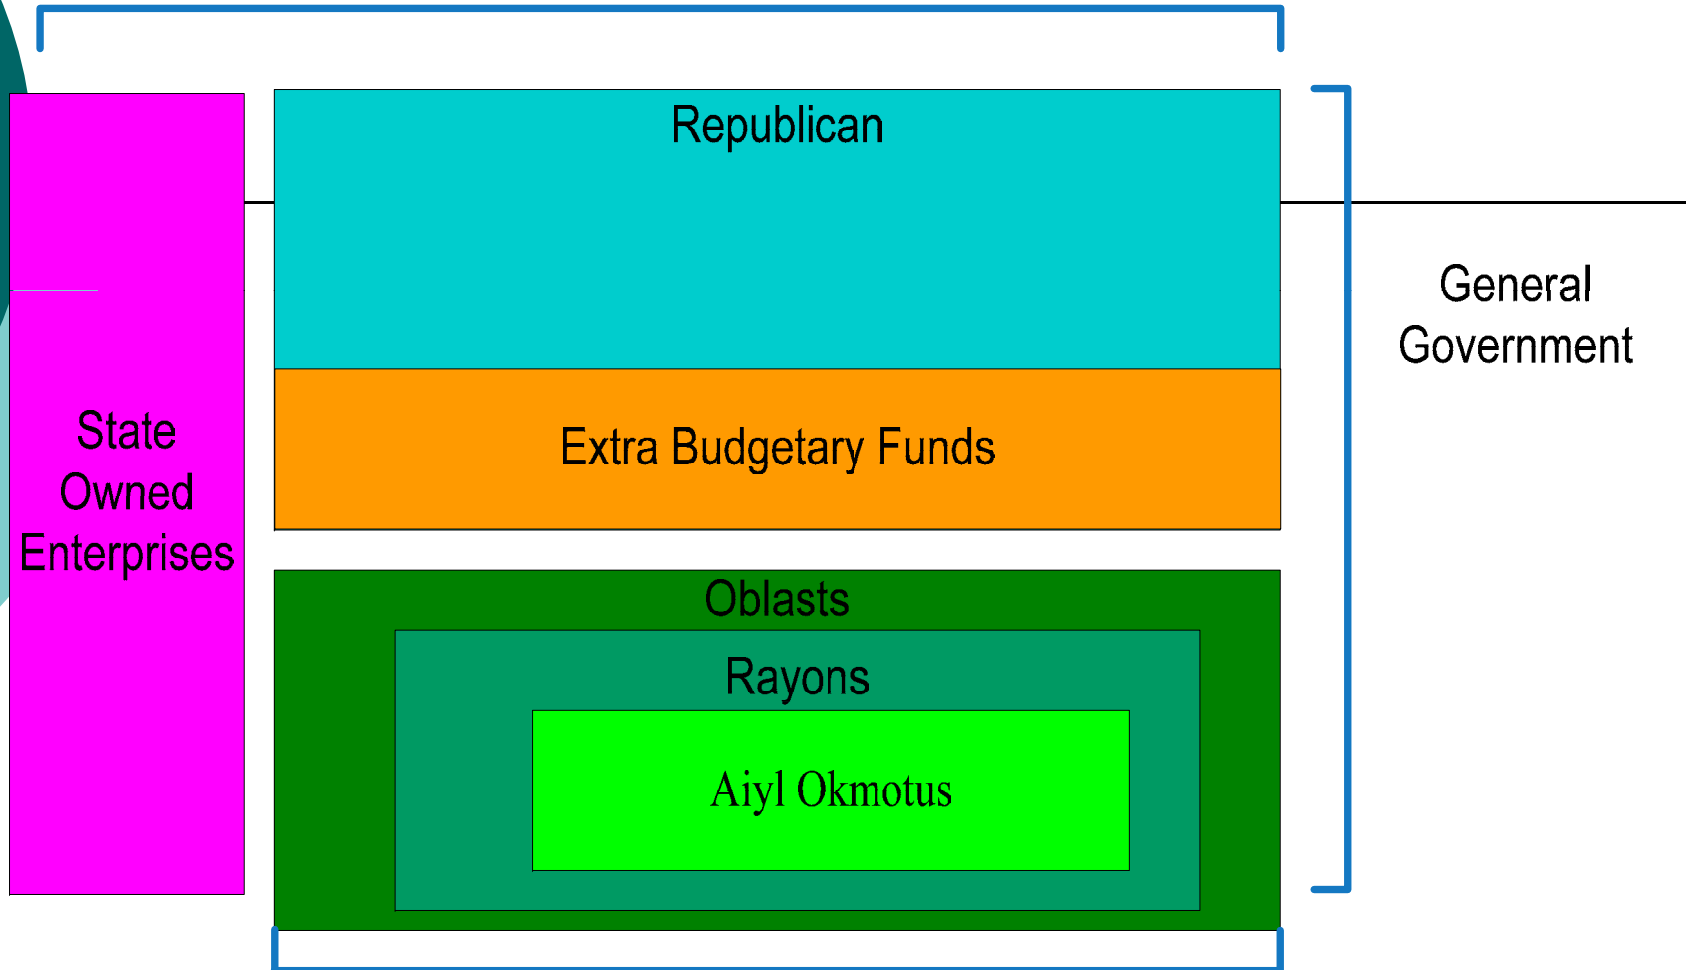 Republican
General
Government
State
Owned
Enterprises
Extra Budgetary Funds
Oblasts
Rayons
Aiyl Okmotus